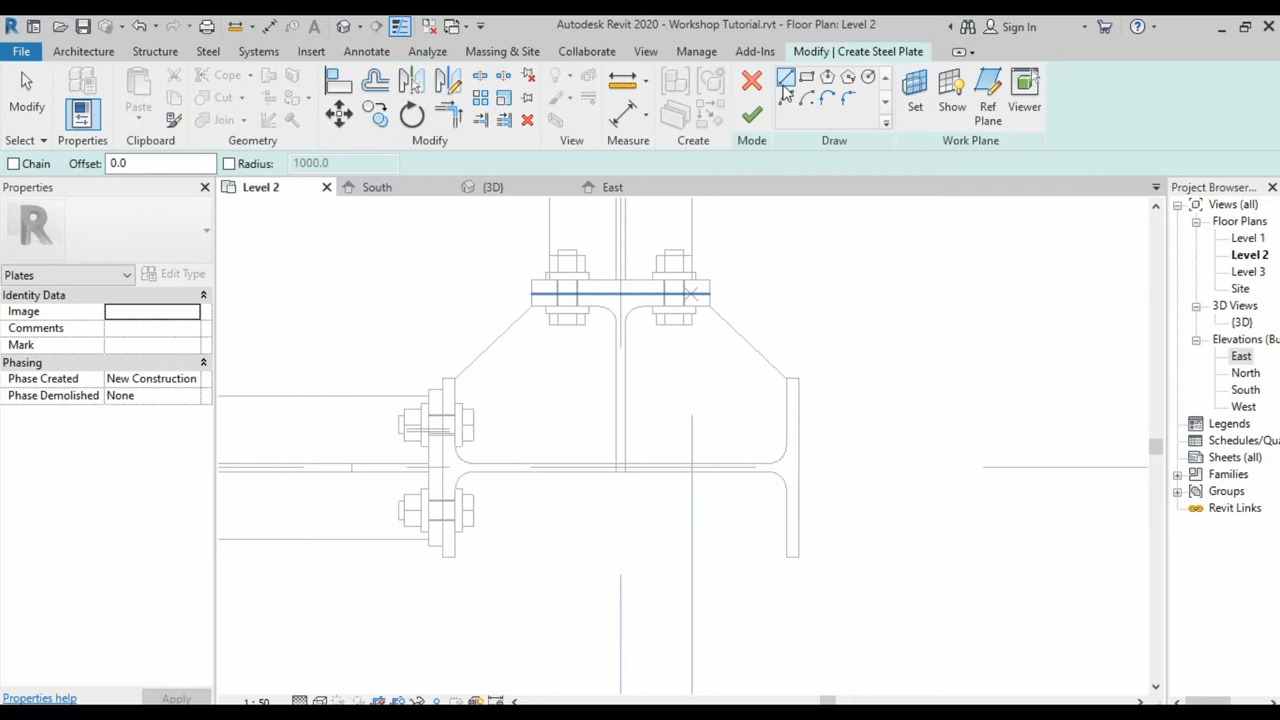 Autodesk Revit 2020 - Workshop Tutorial.rvt - Floor Plan: Level 2
Sign In
File
Architecture
Structure
Steel
Systems
Insert
Annotate
Analyze
Massing & Site
Collaborate
View
Manage
Add-Ins
Modify | Create Steel Plate
Modify
Properties
Paste
Cope
Cut
Join
Set
Show
Ref
Plane
Viewer
Select
Properties
Clipboard
Geometry
Modify
View
Measure
Create
Mode
Draw
Work Plane
Chain
Offset: 0.0
Radius: 1000.0
Properties
Level 2
South
{3D}
East
Project Browser...
Plates
Edit Type
Identity Data
Image
Comments
Mark
Phasing
Phase Created New Construction
Phase Demolished None
Properties help
Apply
1 : 50
Views (all)
Floor Plans
Level 1
Level 2
Level 3
Site
3D Views
{3D}
Elevations (Bu
East
North
South
West
Legends
Schedules/Qua
Sheets (all)
Families
Groups
Revit Links